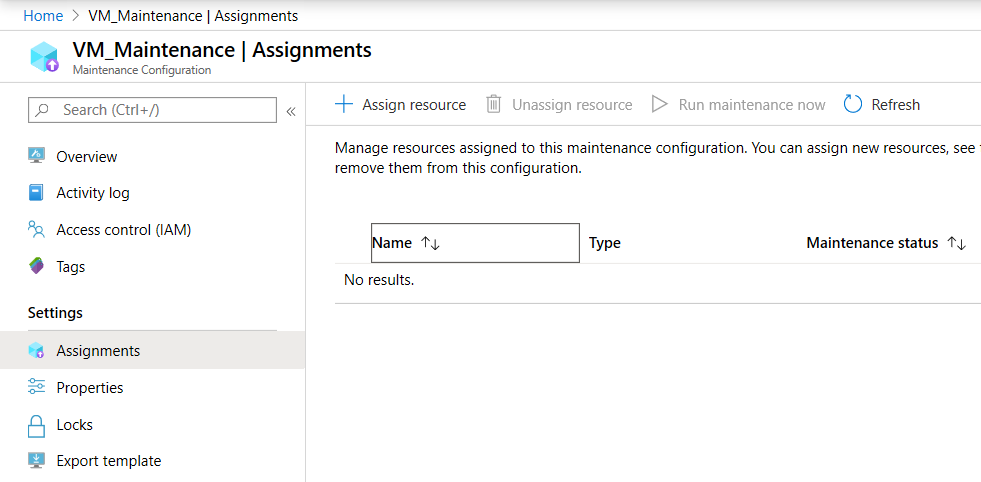 Home > VM_Maintenance | Assignments
VM_Maintenance | Assignments
Maintenance Configuration
Search (Ctrl+/)
«
Overview
Activity log
Access control (IAM)
Tags
Settings
Assignments
Properties
Locks
Export template
Assign resource Unassign resource Run maintenance now Refresh
Manage resources assigned to this maintenance configuration. You can assign new resources, see
remove them from this configuration.
Name ↑↓ Type Maintenance status ↑↓
No results.